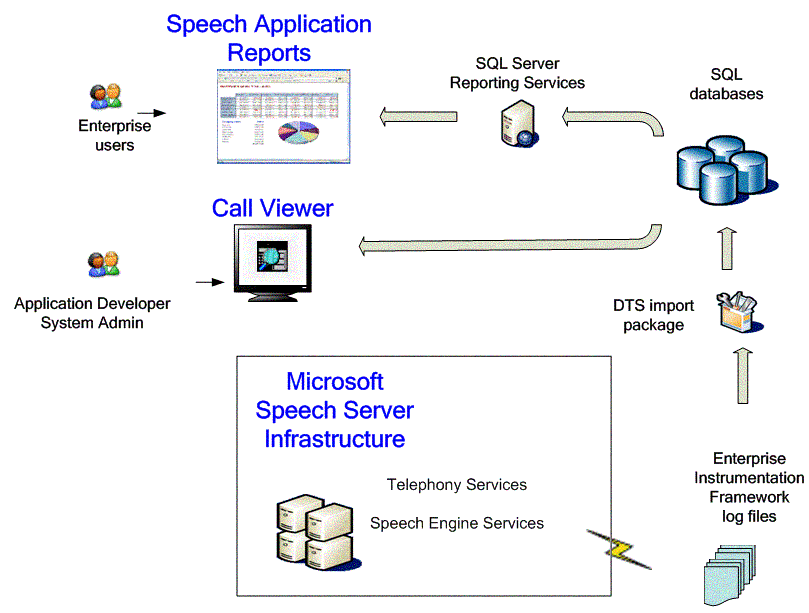 Speech Application
Reports
SQL Server
Reporting Services
SQL
databases
Enterprise
users
Call Viewer
Application Developer
System Admin
DTS import
package
Microsoft
Speech Server
Infrastructure
Telephony Services
Speech Engine Services
Enterprise
Instrumentation
Framework
log files